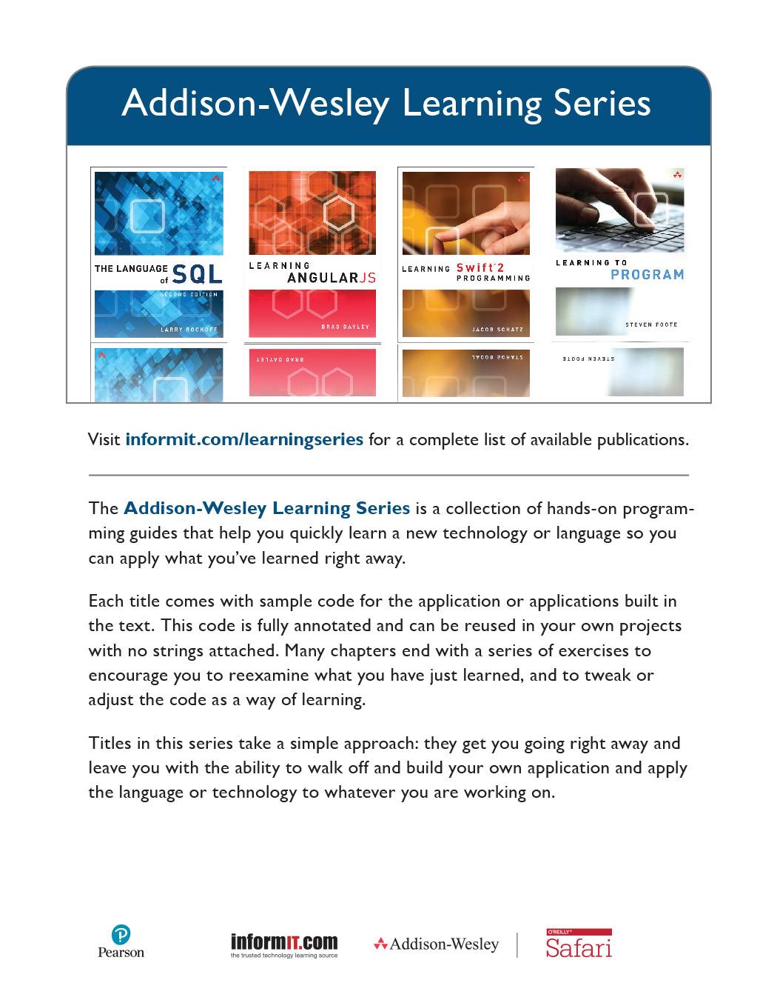 Addison-Wesley Learning Series
THE LANGUAGE
of SQL
SECOND EDITION
LARRY ROCKOFF
LEARNING
ANGULARJS
BRAD DAYLEY
LEARNING Swift™2
PROGRAMMING
JACOB SCHATZ
LEARNING TO
PROGRAM
STEVEN FOOTE
BRAD DAYLEY
JACOB SCHATZ
STEVEN FOOTE
Visit informit.com/learningseries for a complete list of available publications.
The Addison-Wesley Learning Series is a collection of hands-on program-
ming guides that help you quickly learn a new technology or language so you
can apply what you’ve learned right away.
Each title comes with sample code for the application or applications built in
the text. This code is fully annotated and can be reused in your own projects
with no strings attached. Many chapters end with a series of exercises to
encourage you to reexamine what you have just learned, and to tweak or
adjust the code as a way of learning.
Titles in this series take a simple approach: they get you going right away and
leave you with the ability to walk off and build your own application and apply
the language or technology to whatever you are working on.
Pearson
informIT.com
the trusted technology learning source
Addison-Wesley
O'REILLY®
Safari